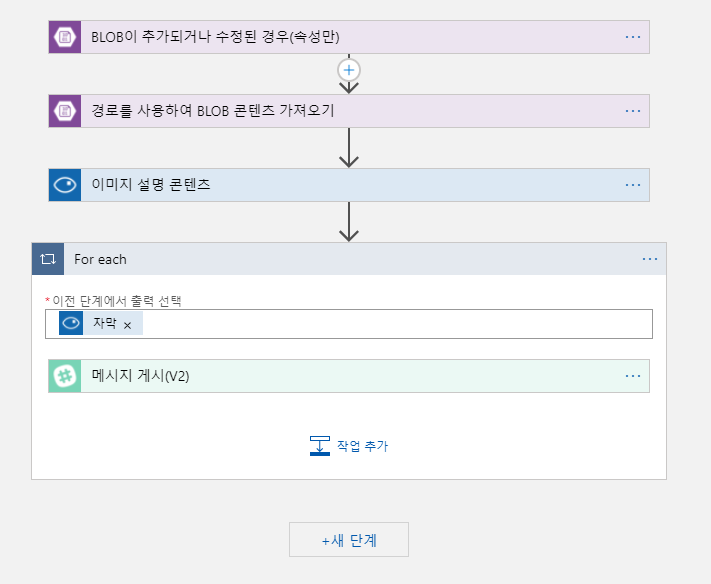 BLOB이 추가되거나 수정된 경우(속성만)
경로를 사용하여 BLOB 콘텐츠 가져오기
이미지 설명 콘텐츠
For each
*이전 단계에서 출력 선택
자막 ×
메시지 게시(V2)
작업 추가
+새 단계